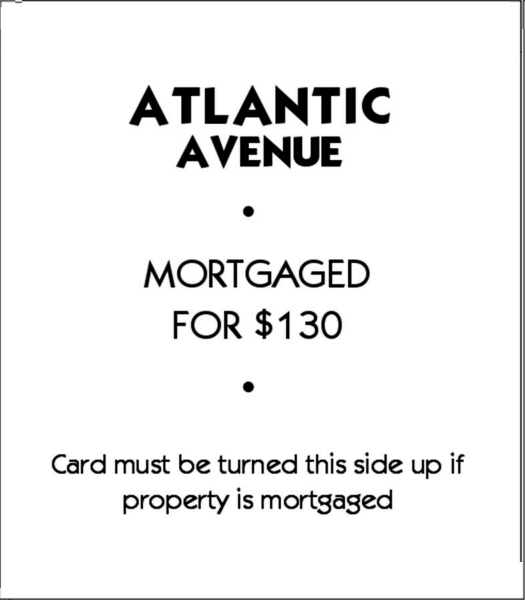 ATLANTIC
AVENUE
•
MORTGAGED
FOR $130
•
Card must be turned this side up if
property is mortgaged